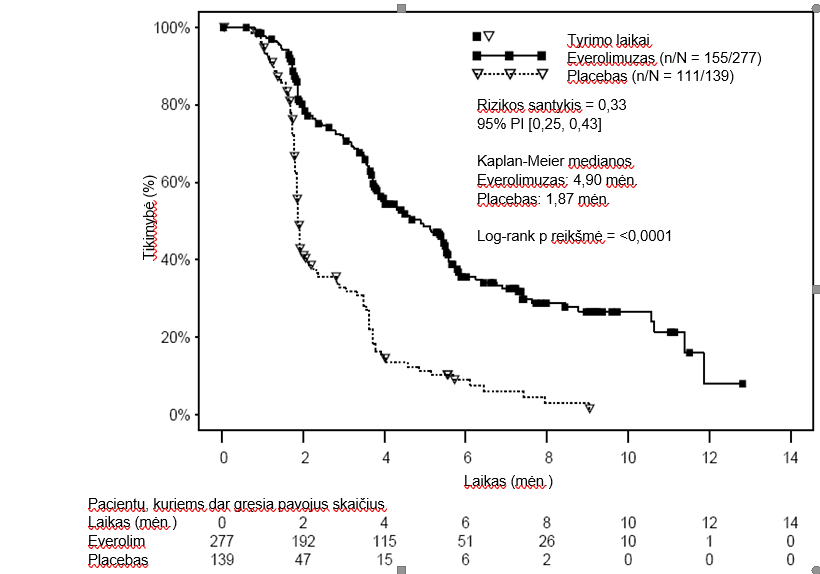 100%
80%
60%
40%
20%
0%
Tikimybė (%)
Tyrimo laikai
Everolimuzas (n/N = 155/277)
Placebas (n/N = 111/139)
Rizikos santykis = 0,33
95% PI [0,25, 0,43]
Kaplan-Meier medianos
Everolimuzas: 4,90 mėn.
Placebas: 1,87 mėn.
Log-rank p reikšmė = <0,0001
0 2 4 6 8 10 12 14
Laikas (mėn.)
Pacientų, kuriems dar gresia pavojus skaičius
Laikas (mėn.) 0 2 4 6 8 10 12 14
Everolim 277 192 115 51 26 10 1 0
Placebas 139 47 15 6 2 0 0 0